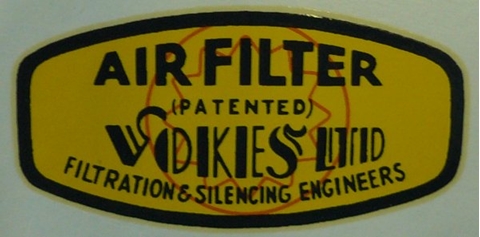 AIR FILTER
(PATENTED)
VOKES LTD
FILTRATION & SILENCING ENGINEERS